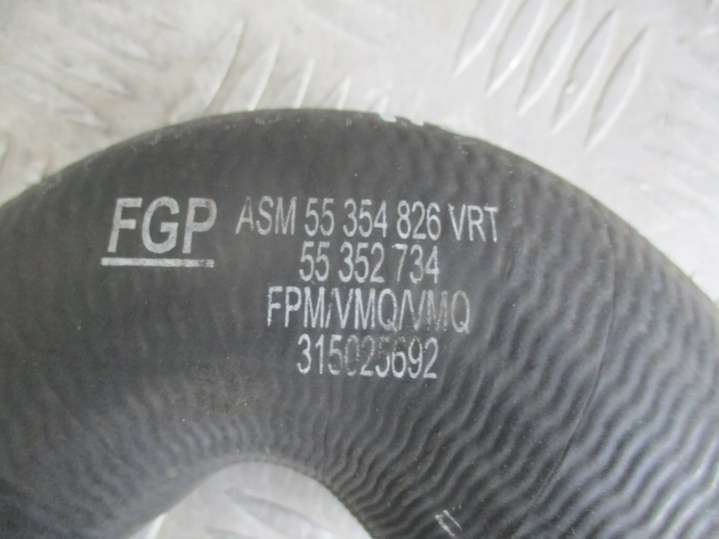 FGP ASM 55 354 826 VRT
55 352 734
FPM/VMQ/VMQ
315025692